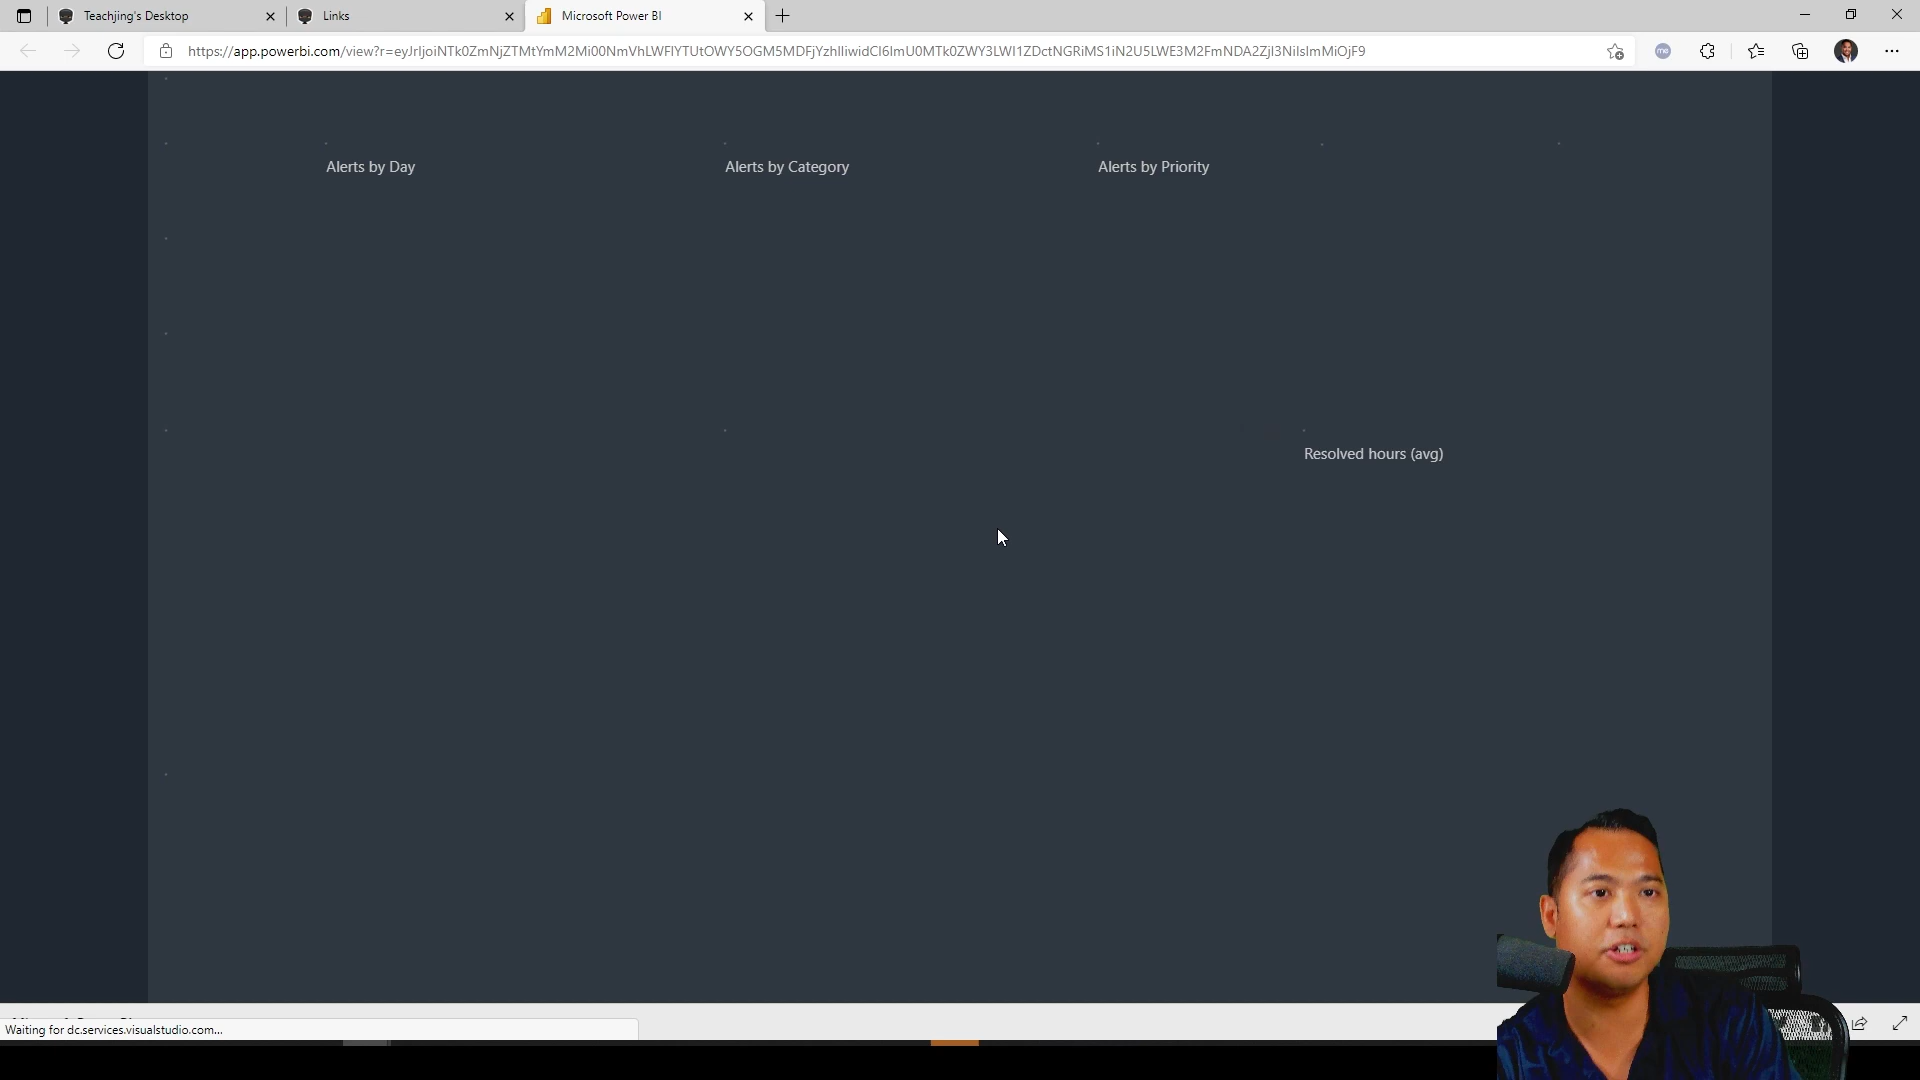 Teachjing's Desktop
Links
Microsoft Power BI
https://app.powerbi.com/view?r=eyJrIjoiNTk0ZmNjZTMtYmM2Mi00NmVhLWFlYTUtOWY5OGM5MDFjYzhlIiwidCI6ImU0MTk0ZWY3LWI1ZDctNGRiMS1iN2U5LWE3M2FmNDA2ZjI3NiIsImMiOjF9
me
Alerts by Day
Alerts by Category
Alerts by Priority
Resolved hours (avg)
Waiting for dc.services.visualstudio.com...